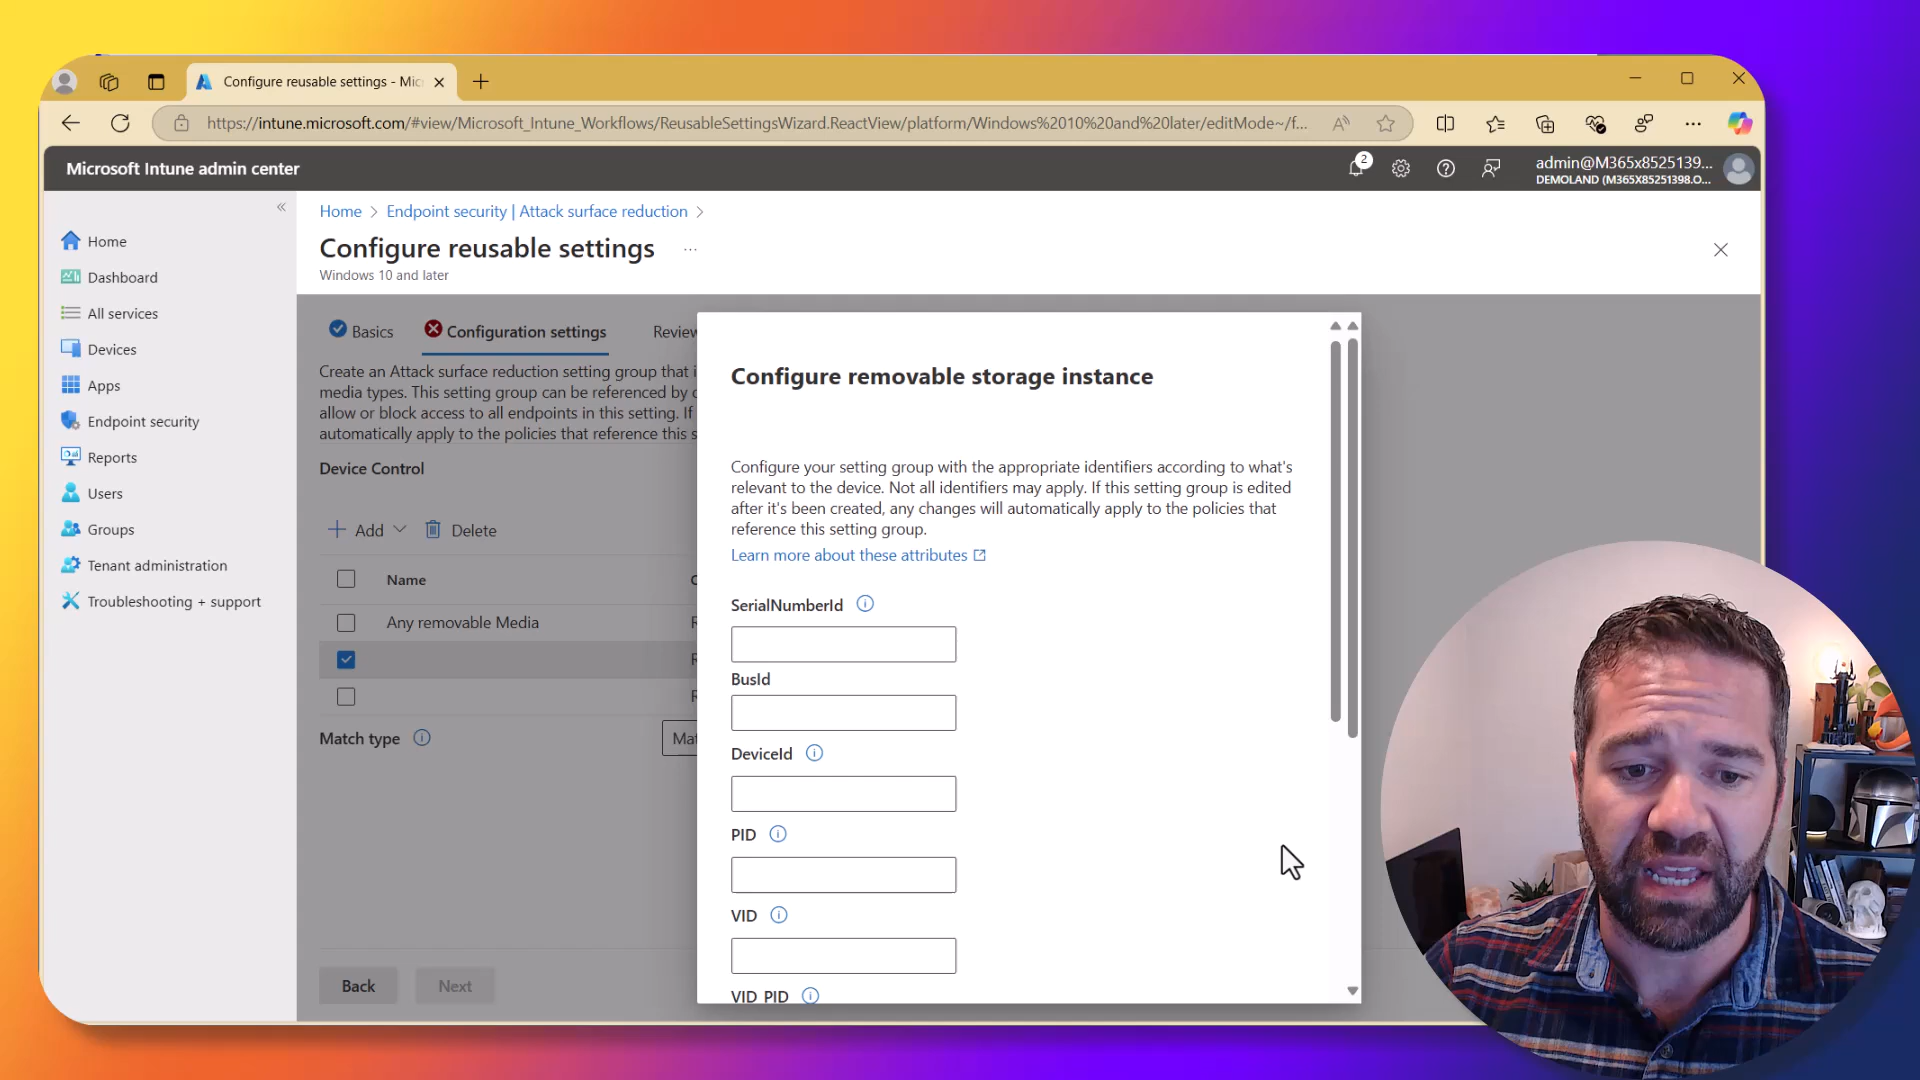 Configure reusable settings - Mic
https://intune.microsoft.com/#view/Microsoft_Intune_Workflows/ReusableSettingsWizard.ReactView/platform/Windows%2010%20and%20later/editMode~/f...
Microsoft Intune admin center
2
admin@M365x8525139...
DEMOLAND (M365X85251398.O...
Home > Endpoint security | Attack surface reduction >
Configure reusable settings ...
Windows 10 and later
Home
Dashboard
All services
Devices
Apps
Endpoint security
Reports
Users
Groups
Tenant administration
Troubleshooting + support
Basics
Configuration settings
Review
Create an Attack surface reduction setting group that i
media types. This setting group can be referenced by
allow or block access to all endpoints in this setting. If
automatically apply to the policies that reference this s
Device Control
Add
Delete
Name
Any removable Media
Match type
Mat
Back
Next
Configure removable storage instance
Configure your setting group with the appropriate identifiers according to what's
relevant to the device. Not all identifiers may apply. If this setting group is edited
after it's been created, any changes will automatically apply to the policies that
reference this setting group.
Learn more about these attributes
SerialNumberId
BusId
DeviceId
PID
VID
VID_PID